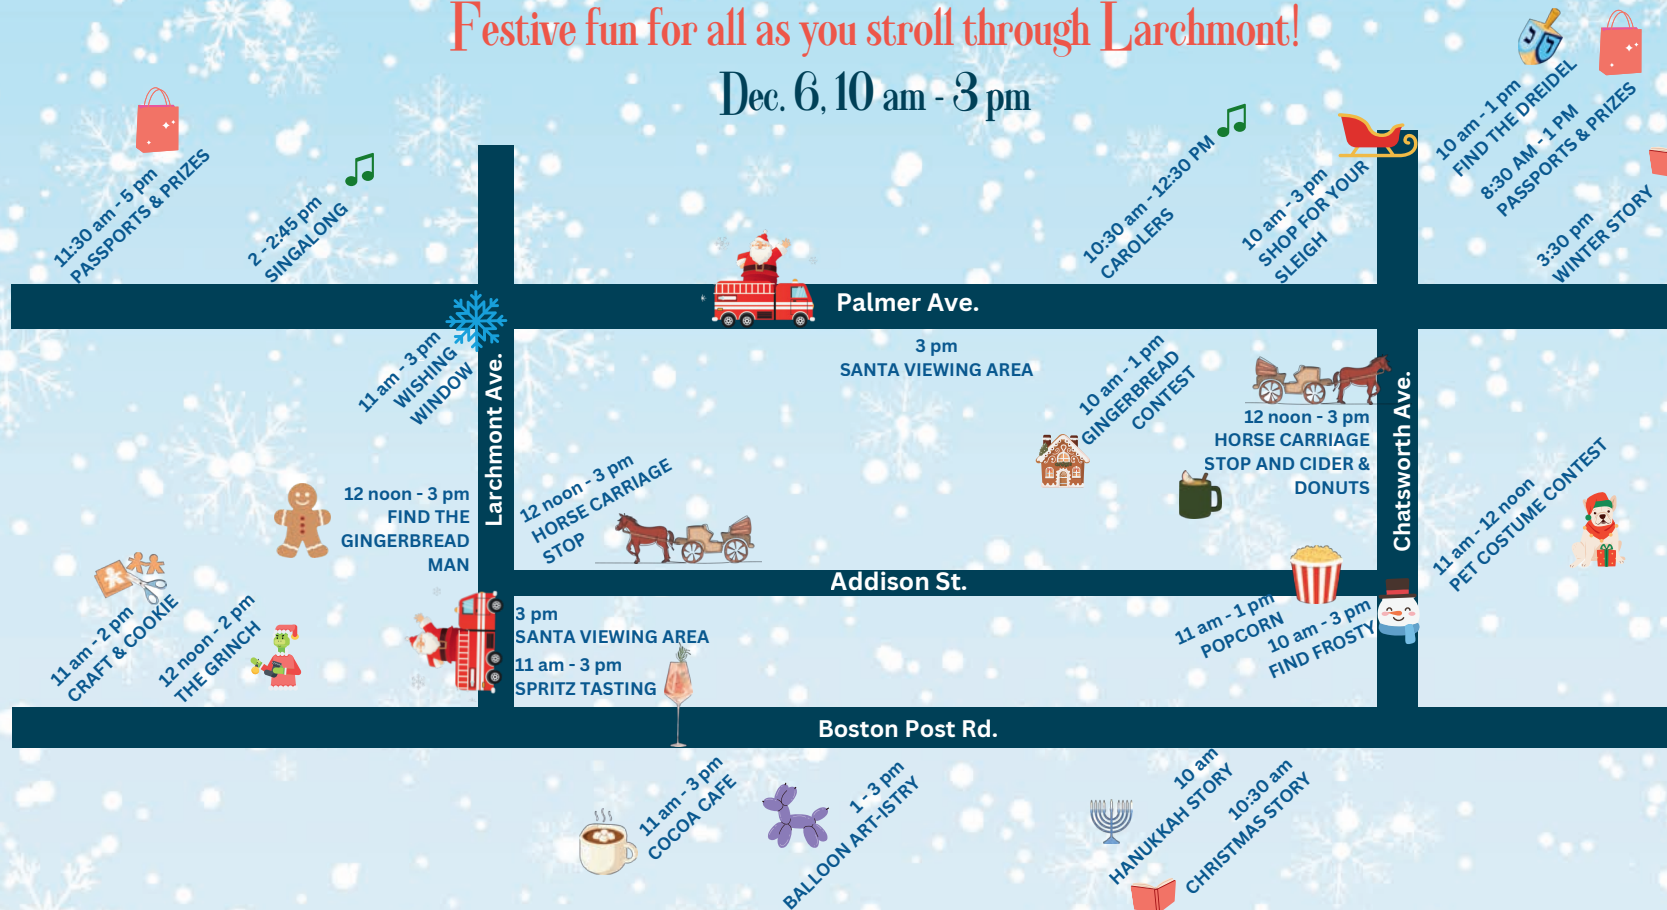 Festive fun for all as you stroll through Larchmont!
Dec. 6, 10 am - 3 pm
11:30 am - 5 pm
PASSPORTS & PRIZES
2 - 2:45 pm
SINGALONG
10:30 am - 12:30 PM
CAROLERS
10 am - 3 pm
SHOP FOR YOUR
SLEIGH
10 am - 1 pm
FIND THE DREIDEL
8:30 AM - 1 PM
PASSPORTS & PRIZES
3:30 pm
WINTER STORY
Palmer Ave.
11 am - 3 pm
WISHING
WINDOW
Larchmont Ave.
3 pm
SANTA VIEWING AREA
10 am - 1 pm
GINGERBREAD
CONTEST
12 noon - 3 pm
HORSE CARRIAGE
STOP AND CIDER &
DONUTS
Chatsworth Ave.
12 noon - 3 pm
FIND THE
GINGERBREAD
MAN
12 noon - 3 pm
HORSE CARRIAGE
STOP
11 am - 12 noon
PET COSTUME CONTEST
Addison St.
11 am - 2 pm
CRAFT & COOKIE
12 noon - 2 pm
THE GRINCH
3 pm
SANTA VIEWING AREA
11 am - 3 pm
SPRITZ TASTING
11 am - 1 pm
POPCORN
10 am - 3 pm
FIND FROSTY
Boston Post Rd.
11 am - 3 pm
COCOA CAFE
1 - 3 pm
BALLOON ART-ISTRY
10 am
HANUKKAH STORY
10:30 am
CHRISTMAS STORY